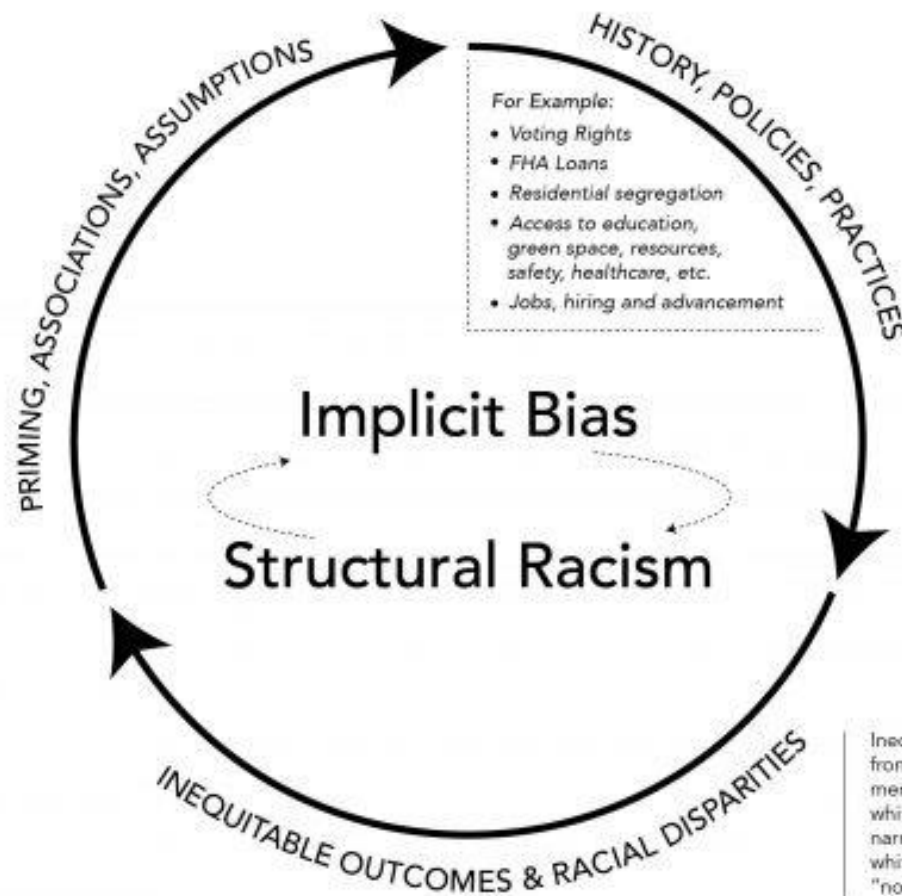 PRIMING, ASSOCIATIONS, ASSUMPTIONS
HISTORY, POLICIES, PRACTICES
For Example:
• Voting Rights
• FHA Loans
• Residential segregation
• Access to education,
green space, resources,
safety, healthcare, etc.
• Jobs, hiring and advancement
Implicit Bias
Structural Racism
INEQUITABLE OUTCOMES & RACIAL DISPARITIES